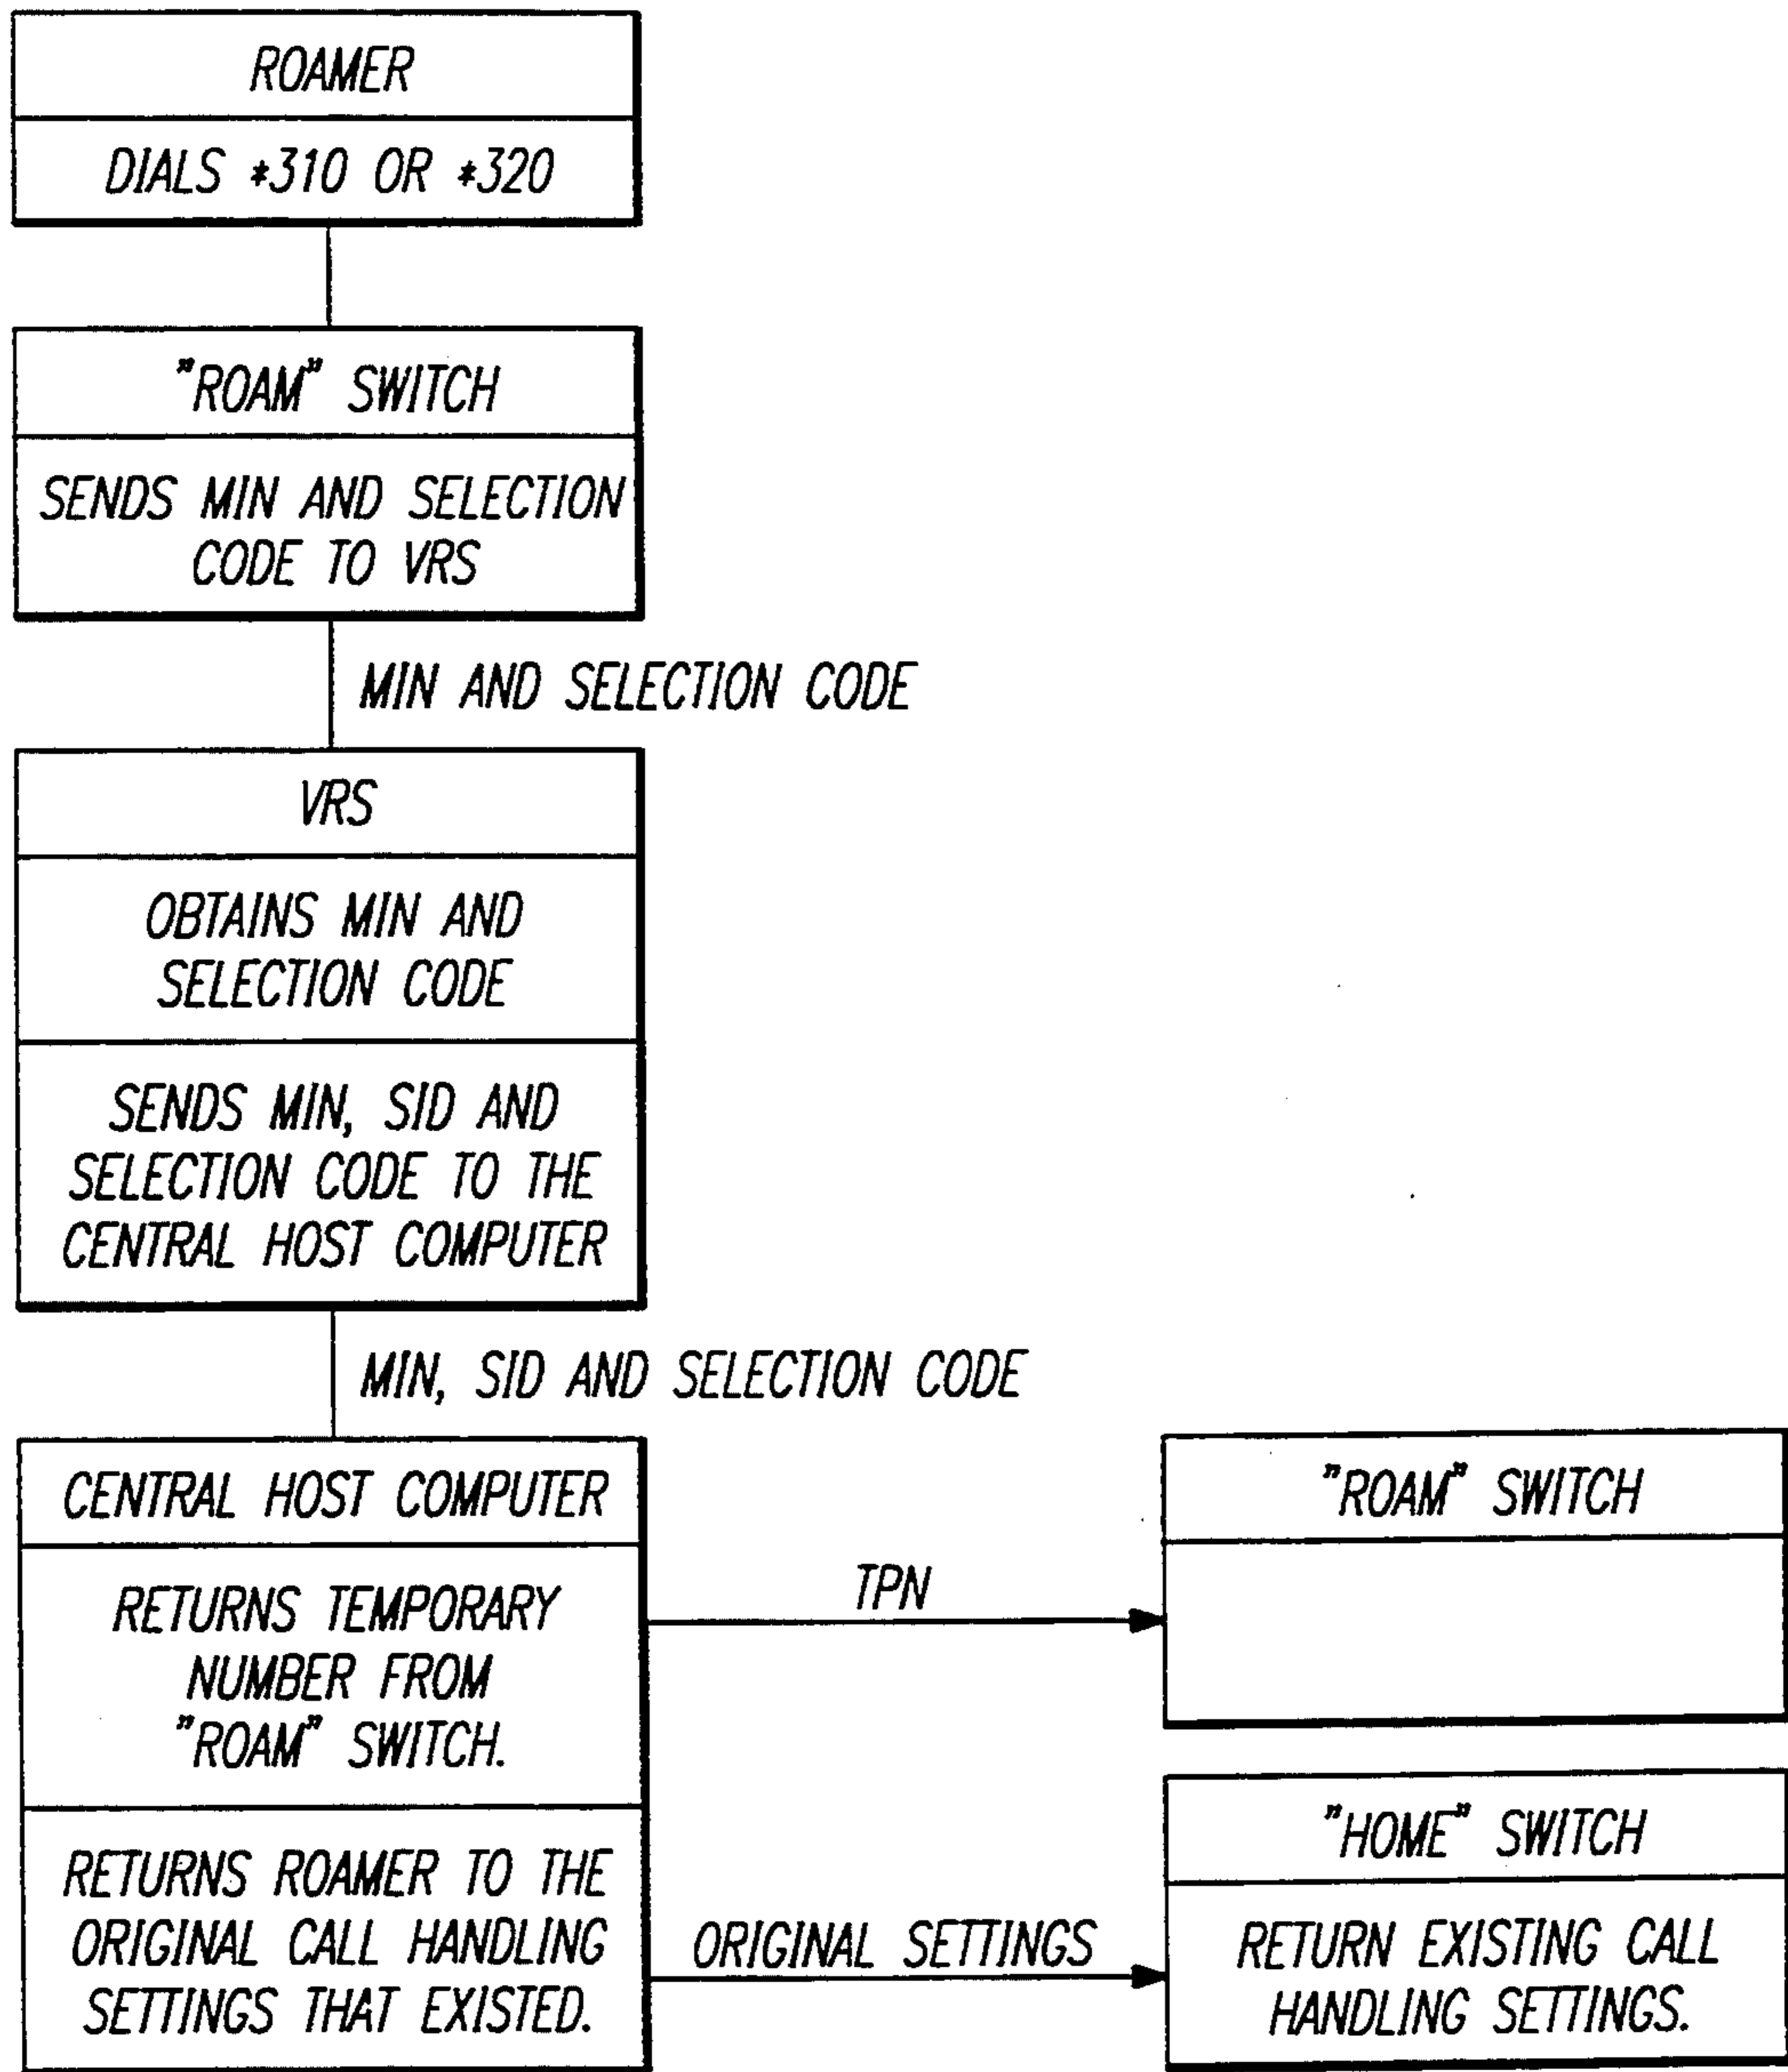 ROAMER
DIALS *310 OR *320
"ROAM" SWITCH
SENDS MIN AND SELECTION
CODE TO VRS
MIN AND SELECTION CODE
VRS
OBTAINS MIN AND
SELECTION CODE
SENDS MIN, SID AND
SELECTION CODE TO THE
CENTRAL HOST COMPUTER
MIN, SID AND SELECTION CODE
CENTRAL HOST COMPUTER
RETURNS TEMPORARY
NUMBER FROM
"ROAM" SWITCH.
TPN
"ROAM" SWITCH
RETURNS ROAMER TO THE
ORIGINAL CALL HANDLING
SETTINGS THAT EXISTED.
ORIGINAL SETTINGS
"HOME" SWITCH
RETURN EXISTING CALL
HANDLING SETTINGS.